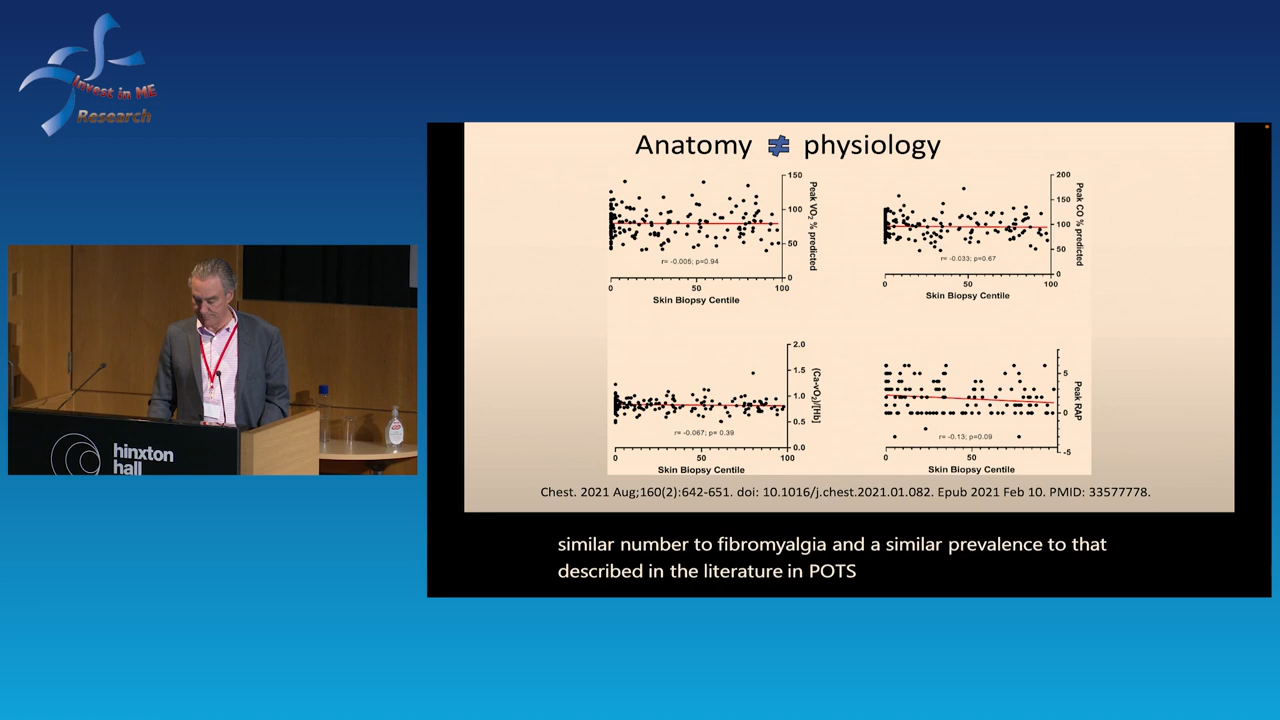 Invest in ME
Research
hinxton
hall
Anatomy ≠ physiology
150
100
50
0
Peak VO2 % predicted
r= -0.005; p=0.94
0 50 100
Skin Biopsy Centile
200
150
100
50
0
Peak CO % predicted
r= -0.033; p=0.67
0 50 100
Skin Biopsy Centile
2.0
1.5
1.0
0.5
0.0
(Ca-vO2)/[Hb]
r= -0.067; p= 0.39
0 50 100
Skin Biopsy Centile
5
0
-5
Peak RAP
r= -0.13; p=0.09
0 50
Skin Biopsy Centile
Chest. 2021 Aug;160(2):642-651. doi: 10.1016/j.chest.2021.01.082. Epub 2021 Feb 10. PMID: 33577778.
similar number to fibromyalgia and a similar prevalence to that
described in the literature in POTS